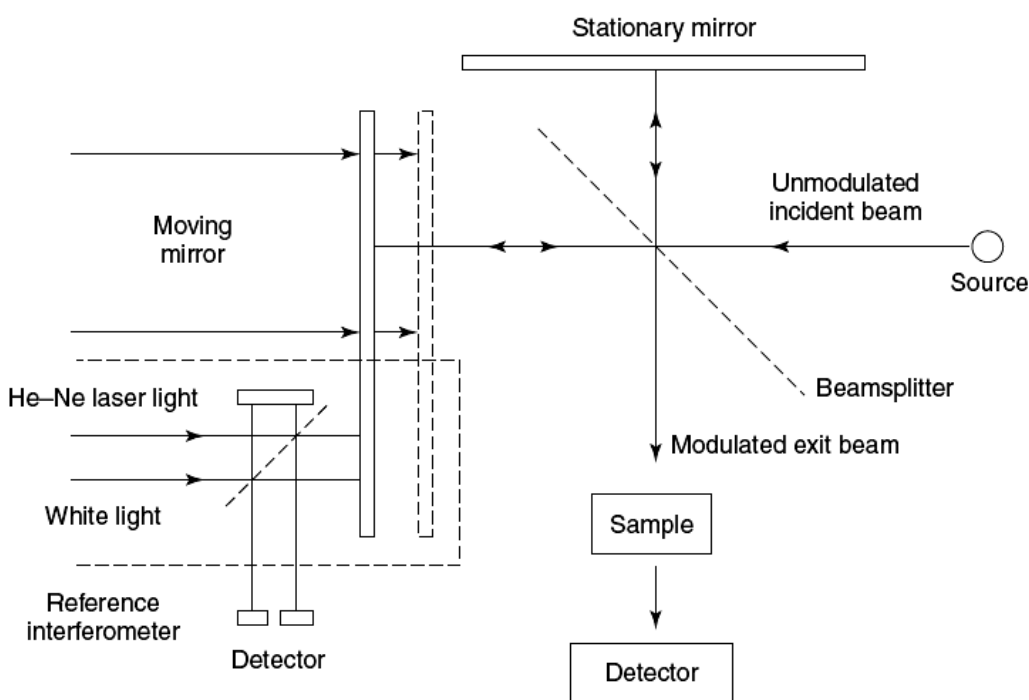 Stationary mirror
Unmodulated
incident beam
Moving
mirror
Source
He–Ne laser light
Beamsplitter
Modulated exit beam
White light
Sample
Reference
interferometer
Detector
Detector